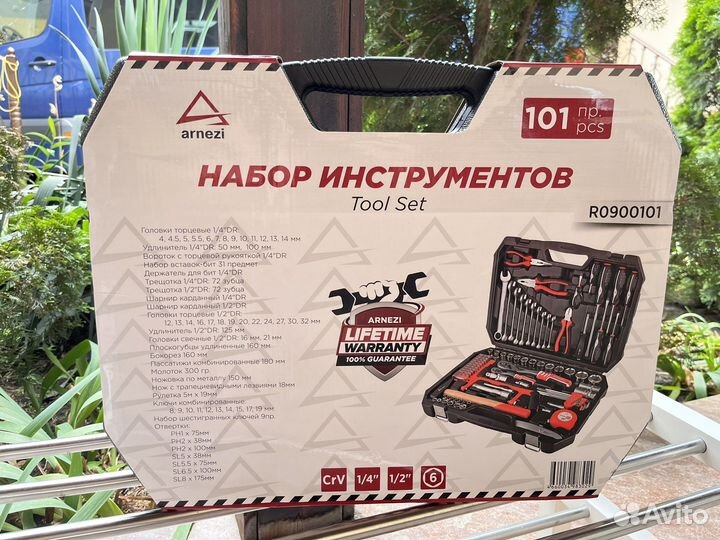 arnezi
101 пр.
pcs
НАБОР ИНСТРУМЕНТОВ
Tool Set
R0900101
Головки торцевые 1/4"DR:
4, 4.5, 5, 5.5, 6, 7, 8, 9, 10, 11, 12, 13, 14 мм
Удлинитель 1/4"DR: 50 мм, 100 мм
Вороток с торцевой рукояткой 1/4"DR
Набор вставок-бит 31 предмет
Держатель для бит 1/4"DR
Трещотка 1/4"DR: 72 зубца
Трещотка 1/2"DR: 72 зубца
Шарнир карданный 1/4"DR
Шарнир карданный 1/2"DR
Головки торцевые 1/2"DR:
12, 13, 14, 16, 17, 18, 19, 20, 22, 24, 27, 30, 32 мм
Удлинитель 1/2"DR: 125 мм
Головки свечные 1/2"DR: 16 мм, 21 мм
Плоскогубцы удлиненные 160 мм
Бокорез 160 мм
Пассатижи комбинированные 180 мм
Молоток 300 гр.
Ножовка по металлу 150 мм
Нож с трапециевидными лезвиями 18мм
Рулетка 5м х 19мм
Ключи комбинированные:
8, 9, 10, 11, 12, 13, 14, 15, 17, 19 мм
Набор шестигранных ключей 9пр.
Отвертки:
PH1 x 75мм
PH2 x 38мм
PH2 x 100мм
SL5 x 38мм
SL5.5 x 75мм
SL6.5 x 100мм
SL8 x 175мм
ARNEZI
LIFETIME
WARRANTY
100% GUARANTEE
CrV
1/4"
1/2"
6
Avito